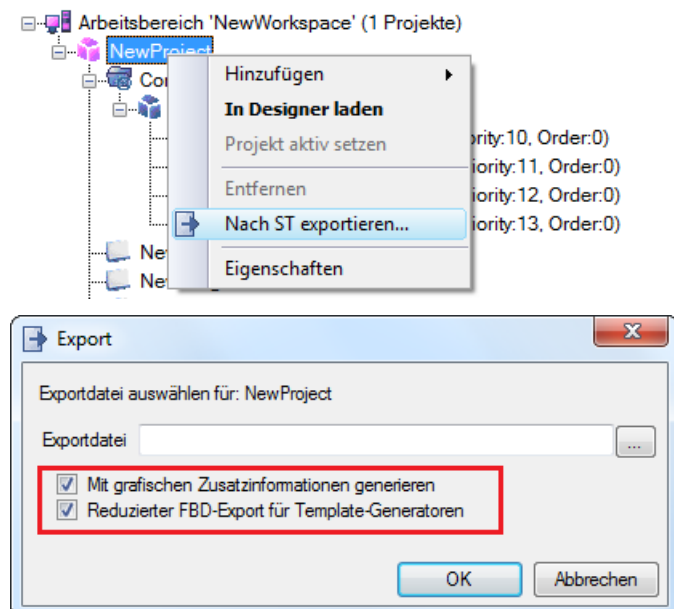 Arbeitsbereich 'NewWorkspace' (1 Projekte)
NewProject
Hinzufügen
In Designer laden
Projekt aktiv setzen
Entfernen
Nach ST exportieren...
Eigenschaften
Order:0)
iority:11, Order:0)
iority:12, Order:0)
iority:13, Order:0)
Export
Exportdatei auswählen für: NewProject
Exportdatei
...
Mit grafischen Zusatzinformationen generieren
Reduzierter FBD-Export für Template-Generatoren
OK
Abbrechen